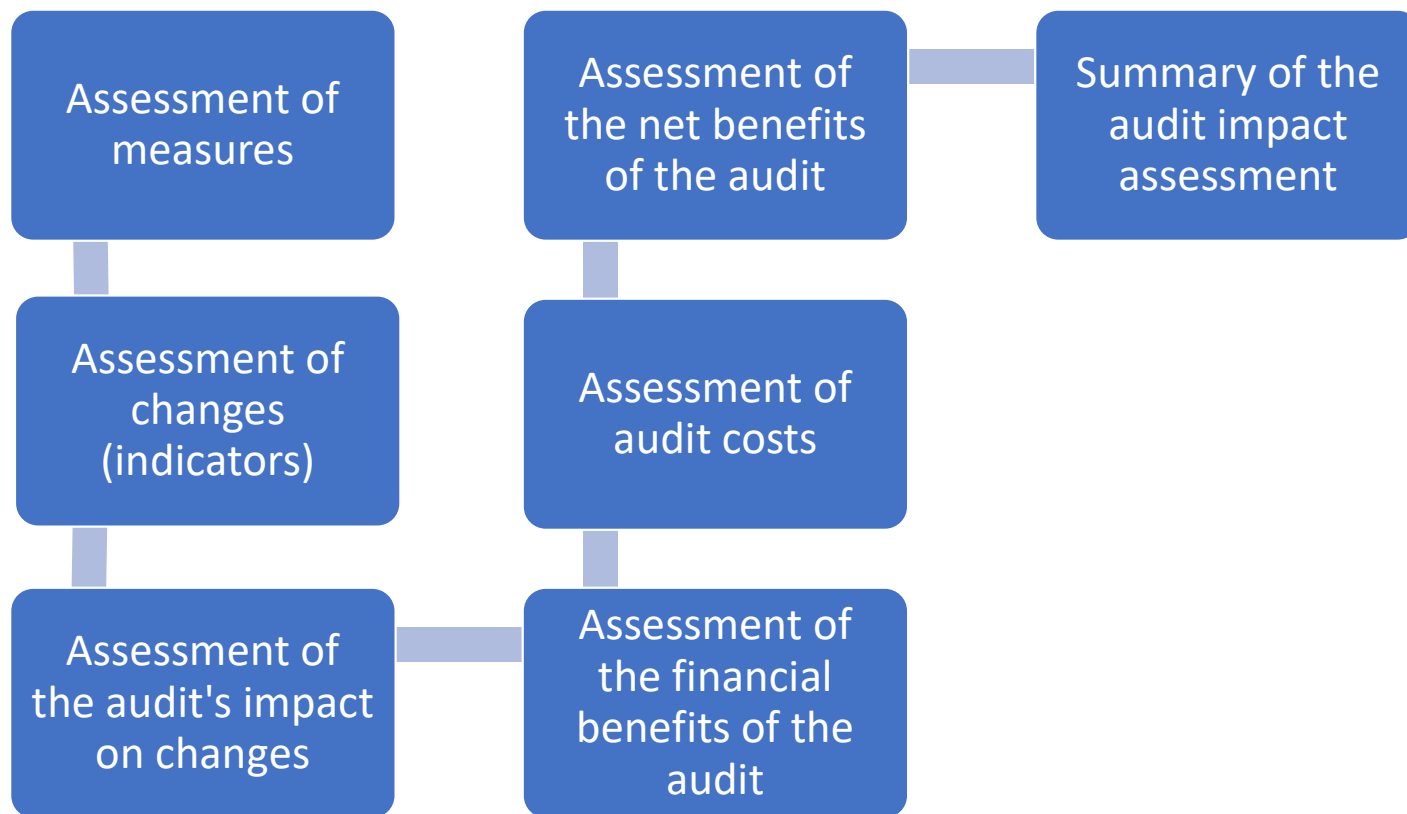 Assessment of
measures
Assessment of
changes
(indicators)
Assessment of
the audit's impact
on changes
Assessment of
the financial
benefits of the
audit
Assessment of
audit costs
Assessment of
the net benefits
of the audit
Summary of the
audit impact
assessment